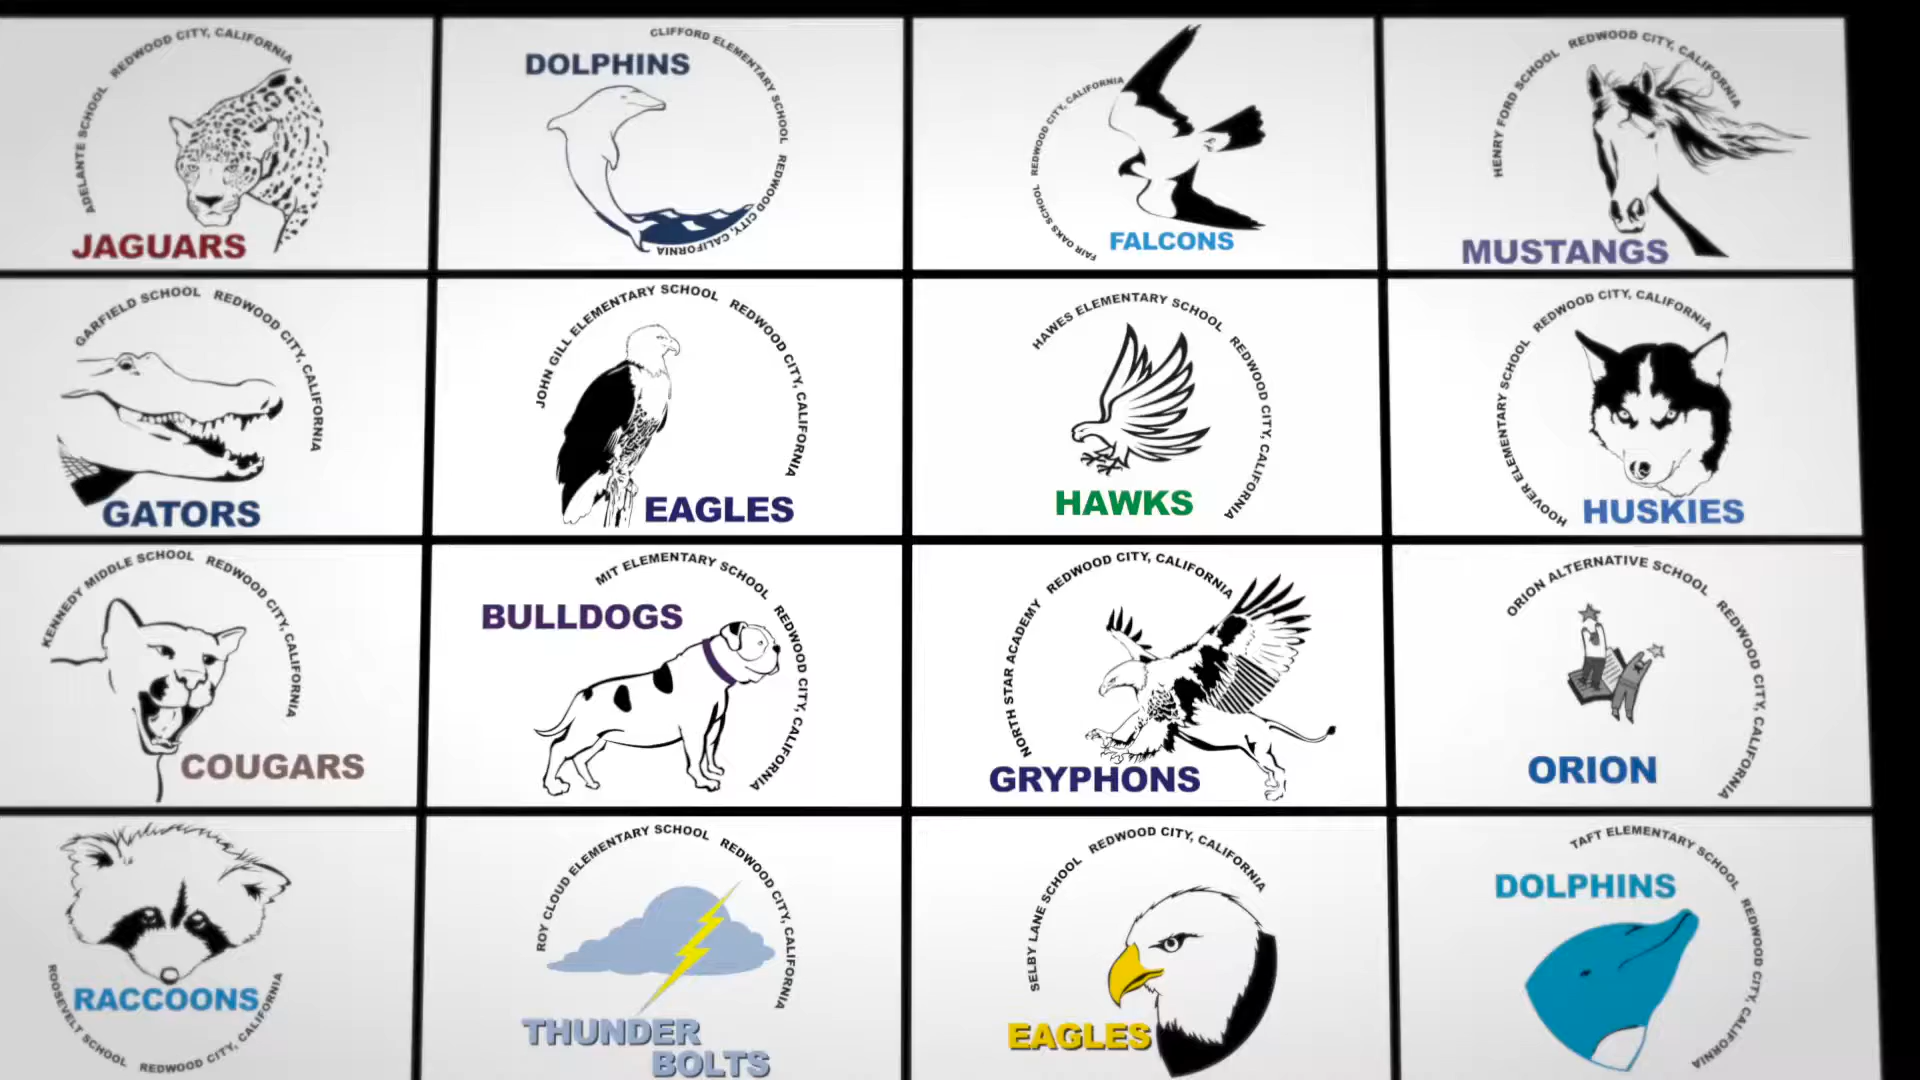 ADELANTE SCHOOL REDWOOD CITY, CALIFORNIA
JAGUARS
CLIFFORD ELEMENTARY SCHOOL REDWOOD CITY, CALIFORNIA
DOLPHINS
FAIR OAKS SCHOOL REDWOOD CITY, CALIFORNIA
FALCONS
HENRY FORD SCHOOL REDWOOD CITY, CALIFORNIA
MUSTANGS
GARFIELD SCHOOL REDWOOD CITY, CALIFORNIA
GATORS
JOHN GILL ELEMENTARY SCHOOL REDWOOD CITY, CALIFORNIA
EAGLES
HAWES ELEMENTARY SCHOOL REDWOOD CITY, CALIFORNIA
HAWKS
HOOVER ELEMENTARY SCHOOL REDWOOD CITY, CALIFORNIA
HUSKIES
KENNEDY MIDDLE SCHOOL REDWOOD CITY, CALIFORNIA
COUGARS
MIT ELEMENTARY SCHOOL REDWOOD CITY, CALIFORNIA
BULLDOGS
NORTH STAR ACADEMY REDWOOD CITY, CALIFORNIA
GRYPHONS
ORION ALTERNATIVE SCHOOL REDWOOD CITY, CALIFORNIA
ORION
RACCOONS
ROOSEVELT SCHOOL REDWOOD CITY, CALIFORNIA
ROY CLOUD ELEMENTARY SCHOOL REDWOOD CITY, CALIFORNIA
THUNDER
BOLTS
SELBY LANE SCHOOL REDWOOD CITY, CALIFORNIA
EAGLES
TAFT ELEMENTARY SCHOOL REDWOOD CITY, CALIFORNIA
DOLPHINS